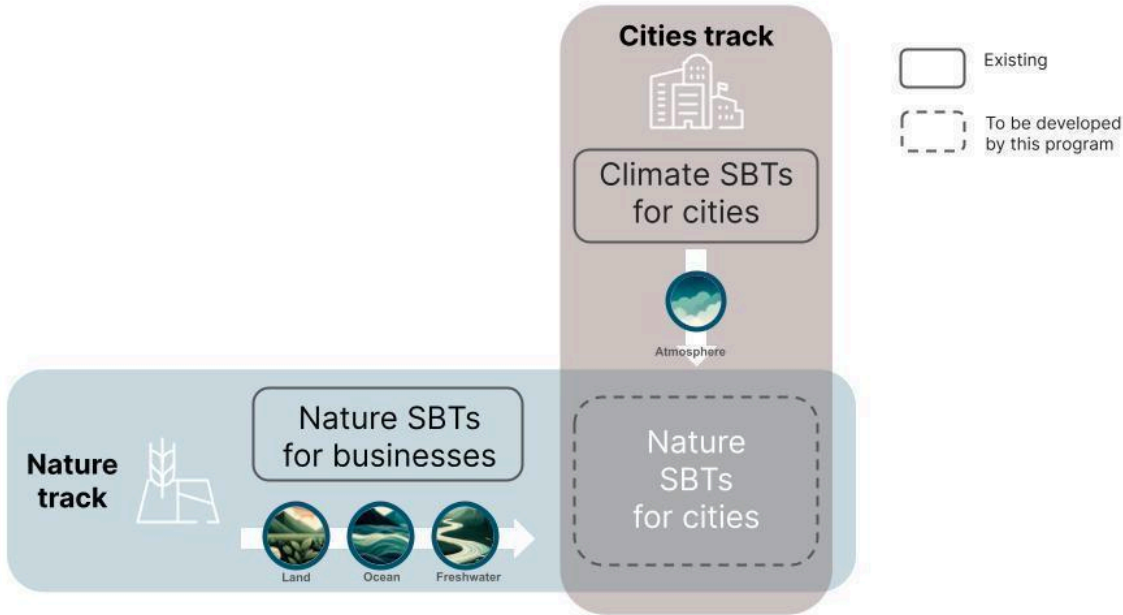 Cities track
Existing
To be developed
by this program
Climate SBTs
for cities
Atmosphere
Nature SBTs
for businesses
Nature
SBTs
for cities
Nature
track
Land
Ocean
Freshwater